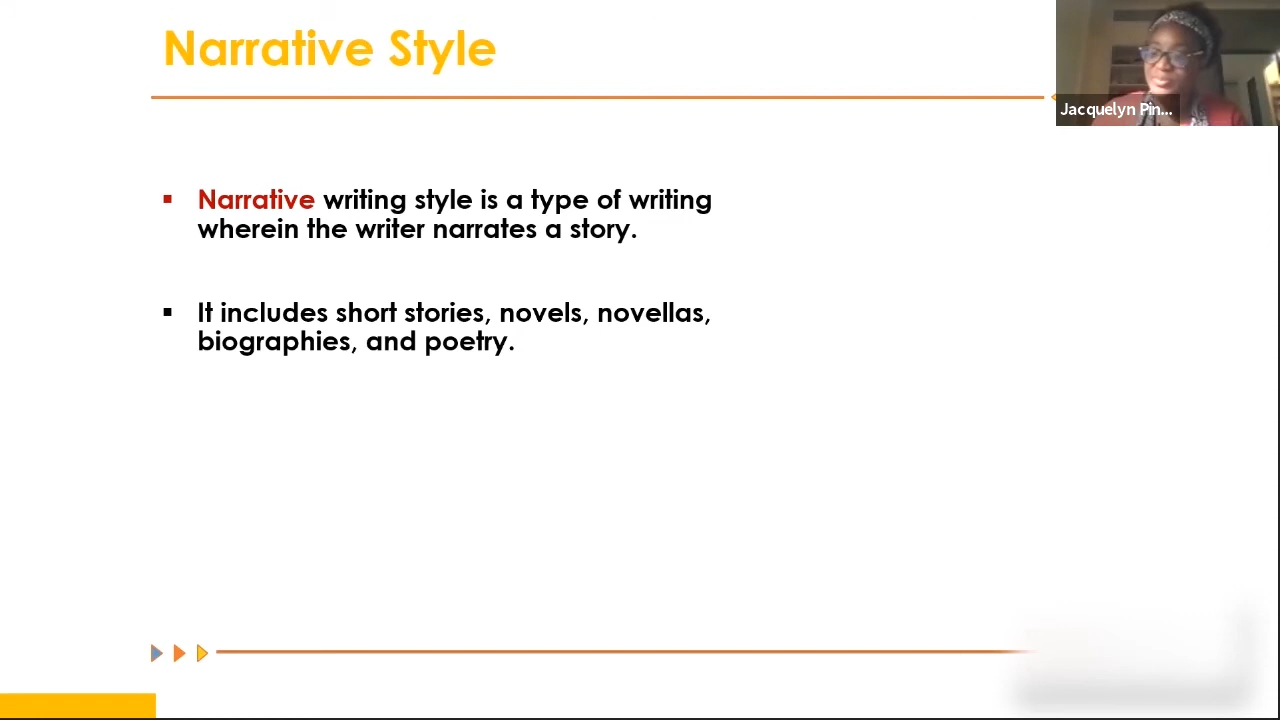 Narrative Style
Jacquelyn Pin...
▪ Narrative writing style is a type of writing
wherein the writer narrates a story.
▪ It includes short stories, novels, novellas,
biographies, and poetry.